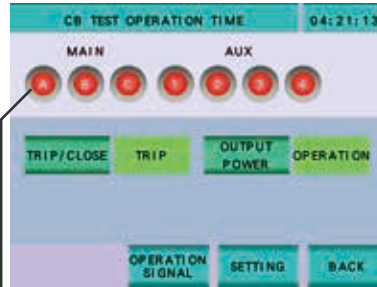 CB TEST OPERATION TIME 04:21:13
MAIN AUX
A B C 1 2 3 4
TRIP/CLOSE TRIP OUTPUT POWER OPERATION
OPERATION SIGNAL SETTING BACK